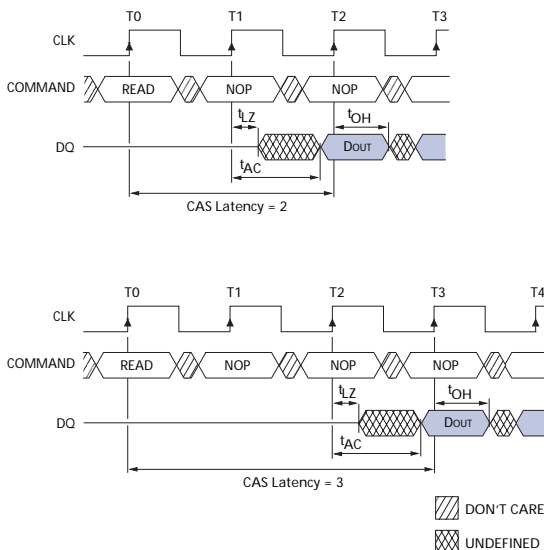 T0 T1 T2 T3
CLK
COMMAND READ NOP NOP
tLZ tOH
DQ DOUT
tAC
CAS Latency = 2
T0 T1 T2 T3 T4
CLK
COMMAND READ NOP NOP NOP
tLZ tOH
DQ DOUT
tAC
CAS Latency = 3
DON'T CARE
UNDEFINED